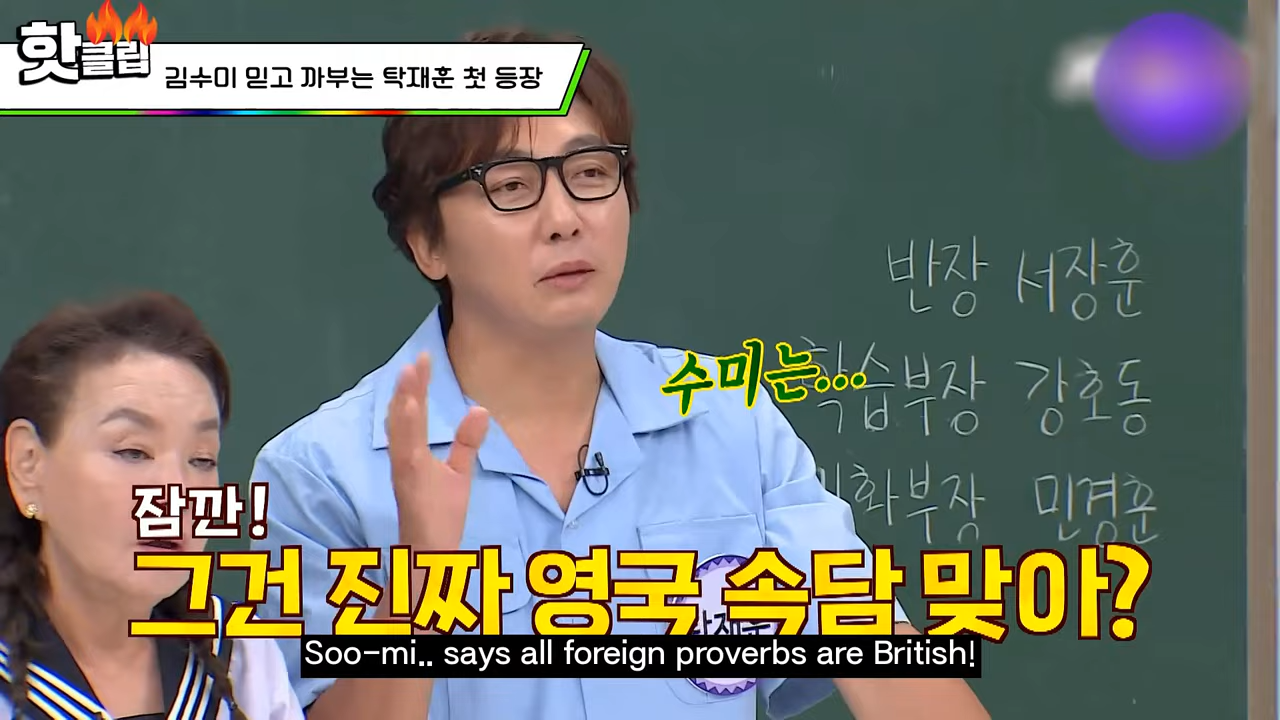 핫클립
김수미 믿고 까부는 탁재훈 첫 등장
반장 서장훈
수미는...
학습부장 강호동
미화부장 민경훈
잠깐!
그건 진짜 영국 속담 맞아?
Soo-mi.. says all foreign proverbs are British!